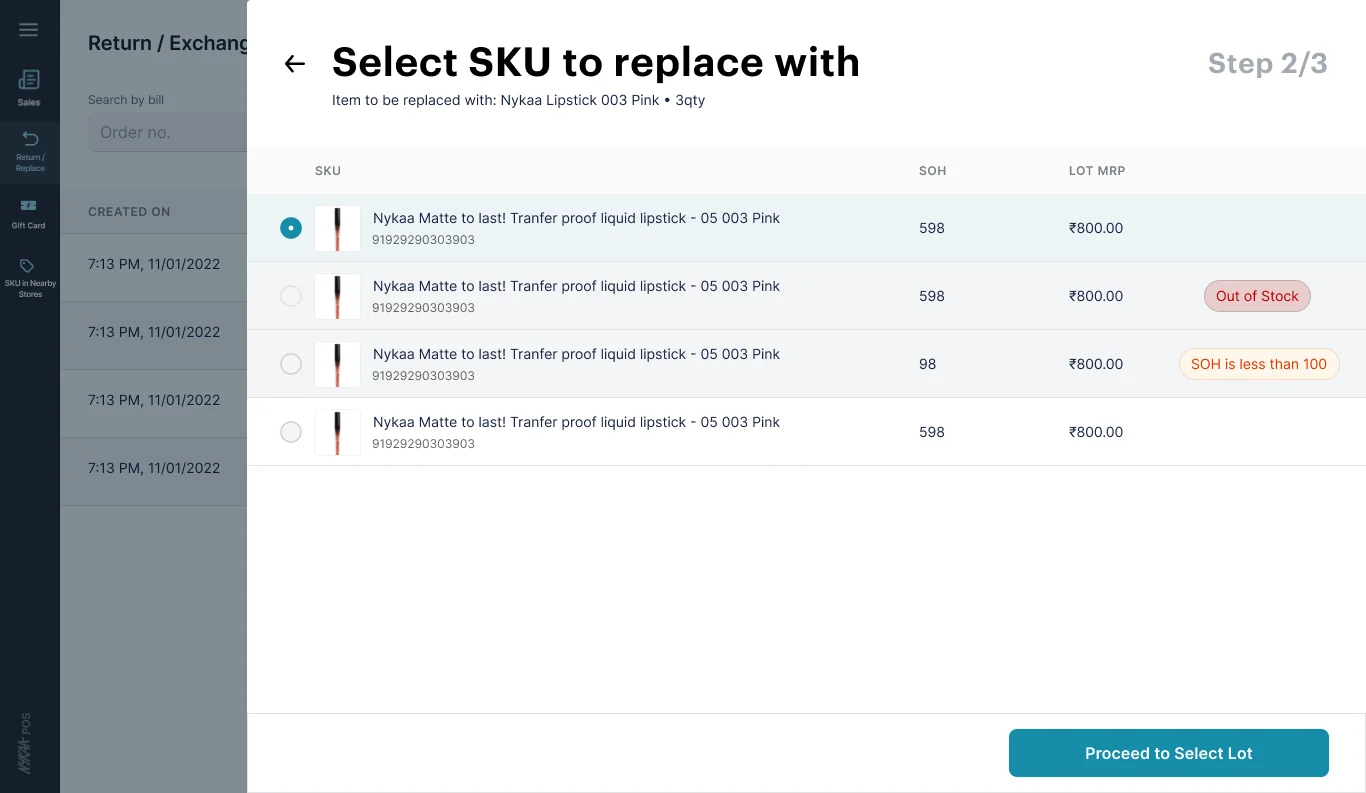 Sales
Return /
Replace
Gift Card
SKU in Nearby
Stores
NYKAA POS
Return / Exchang
Search by bill
Order no.
CREATED ON
7:13 PM, 11/01/2022
7:13 PM, 11/01/2022
7:13 PM, 11/01/2022
7:13 PM, 11/01/2022
Select SKU to replace with
Step 2/3
Item to be replaced with: Nykaa Lipstick 003 Pink • 3qty
SKU SOH LOT MRP
Nykaa Matte to last! Tranfer proof liquid lipstick - 05 003 Pink
91929290303903
598 ₹800.00
Nykaa Matte to last! Tranfer proof liquid lipstick - 05 003 Pink
91929290303903
598 ₹800.00 Out of Stock
Nykaa Matte to last! Tranfer proof liquid lipstick - 05 003 Pink
91929290303903
98 ₹800.00 SOH is less than 100
Nykaa Matte to last! Tranfer proof liquid lipstick - 05 003 Pink
91929290303903
598 ₹800.00
Proceed to Select Lot